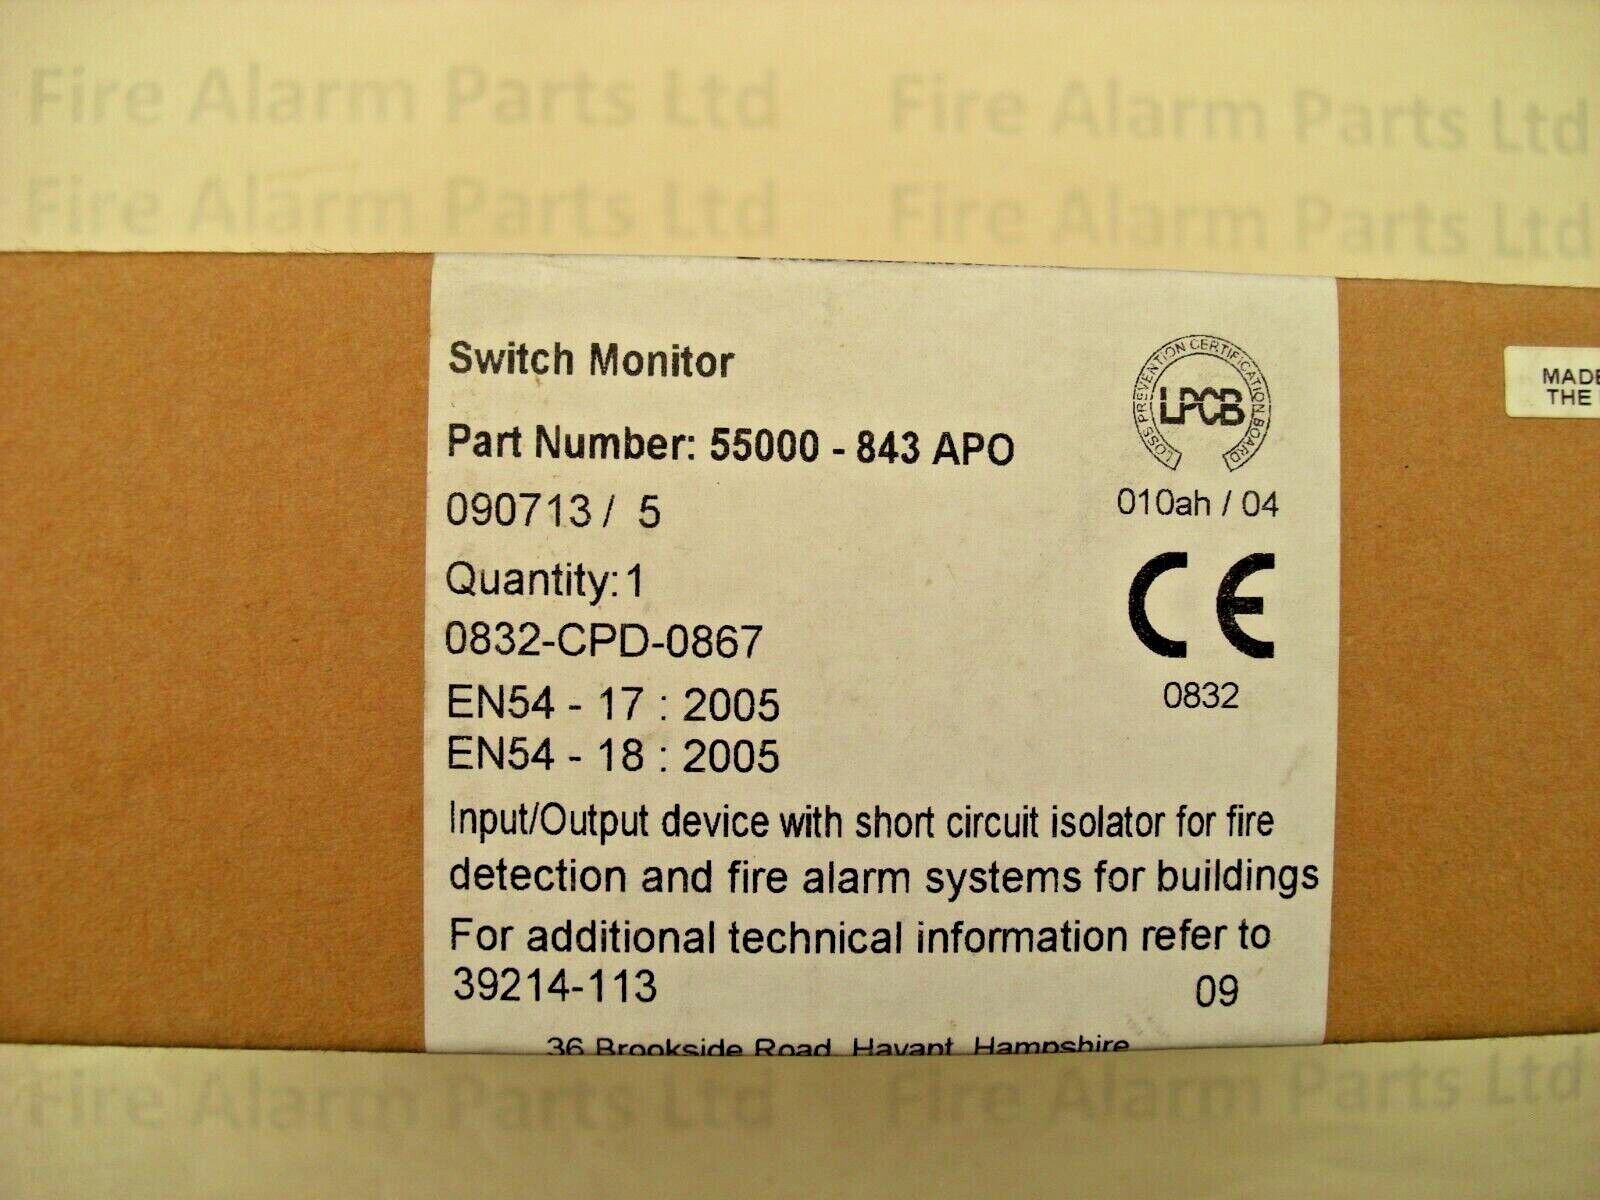 Fire Alarm Parts Ltd Fire Alarm Parts Ltd
Fire Alarm Parts Ltd Fire Alarm Parts Ltd
Switch Monitor
Part Number: 55000 - 843 APO
090713 / 5
Quantity: 1
0832-CPD-0867
EN54 - 17 : 2005
EN54 - 18 : 2005
Input/Output device with short circuit isolator for fire
detection and fire alarm systems for buildings
For additional technical information refer to
39214-113
09
36 Brookside Road, Havant, Hampshire
LOSS PREVENTION CERTIFICATION BOARD
LPCB
010ah / 04
CE
0832
MADE
THE
Fire Alarm Parts Ltd Fire Alarm Parts Ltd